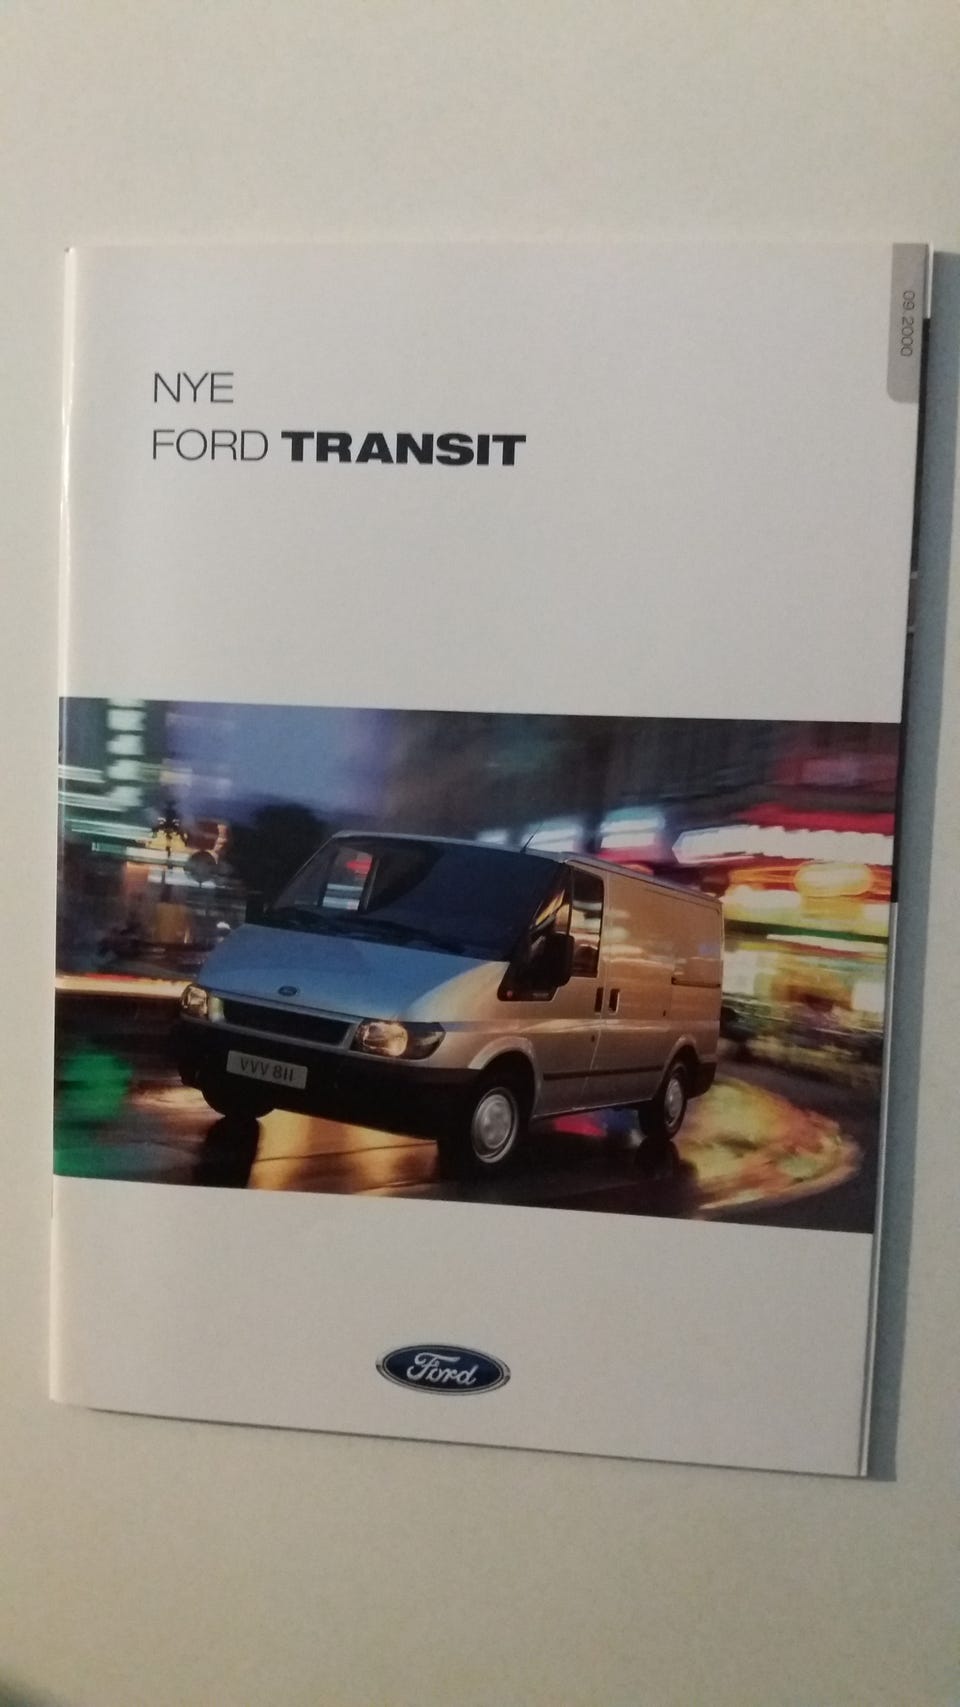 09.2000
NYE
FORD TRANSIT
VVV 811
Ford